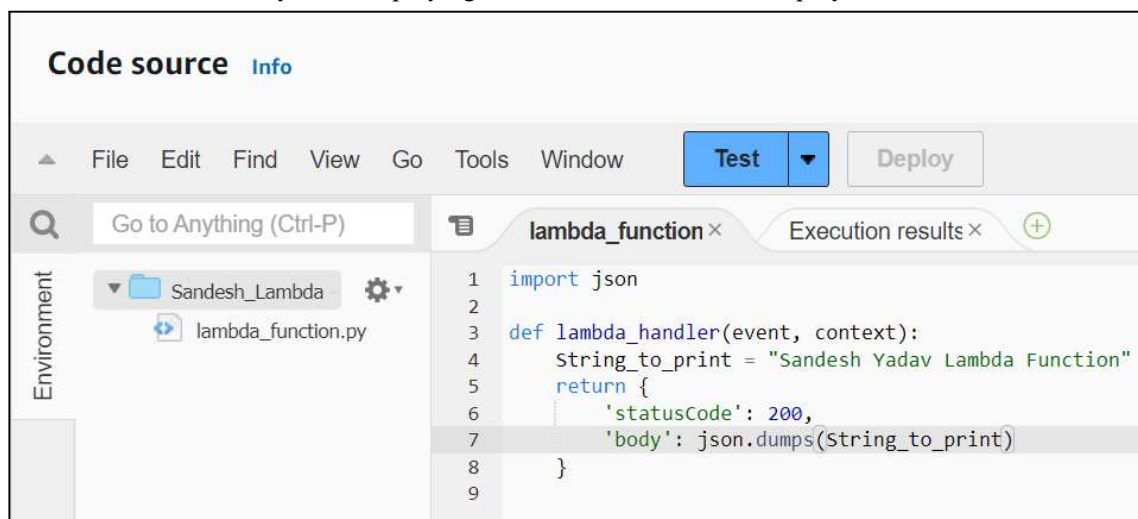 Code source Info
File Edit Find View Go Tools Window Test Deploy
Go to Anything (Ctrl-P)
lambda_function × Execution results ×
Environment
Sandesh_Lambda -
lambda_function.py
1 import json
2
3 def lambda_handler(event, context):
4 String_to_print = "Sandesh Yadav Lambda Function"
5 return {
6 'statusCode': 200,
7 'body': json.dumps(String_to_print)
8 }
9